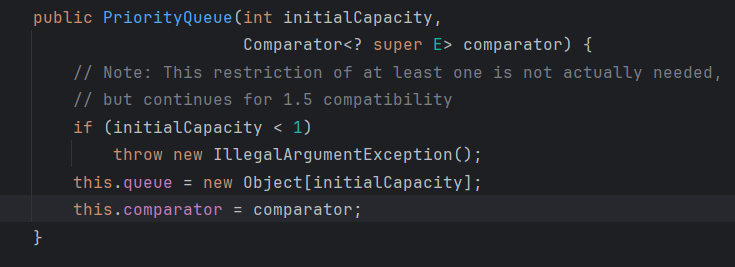 public PriorityQueue(int initialCapacity,
Comparator<? super E> comparator) {
// Note: This restriction of at least one is not actually needed,
// but continues for 1.5 compatibility
if (initialCapacity < 1)
throw new IllegalArgumentException();
this.queue = new Object[initialCapacity];
this.comparator = comparator;
}